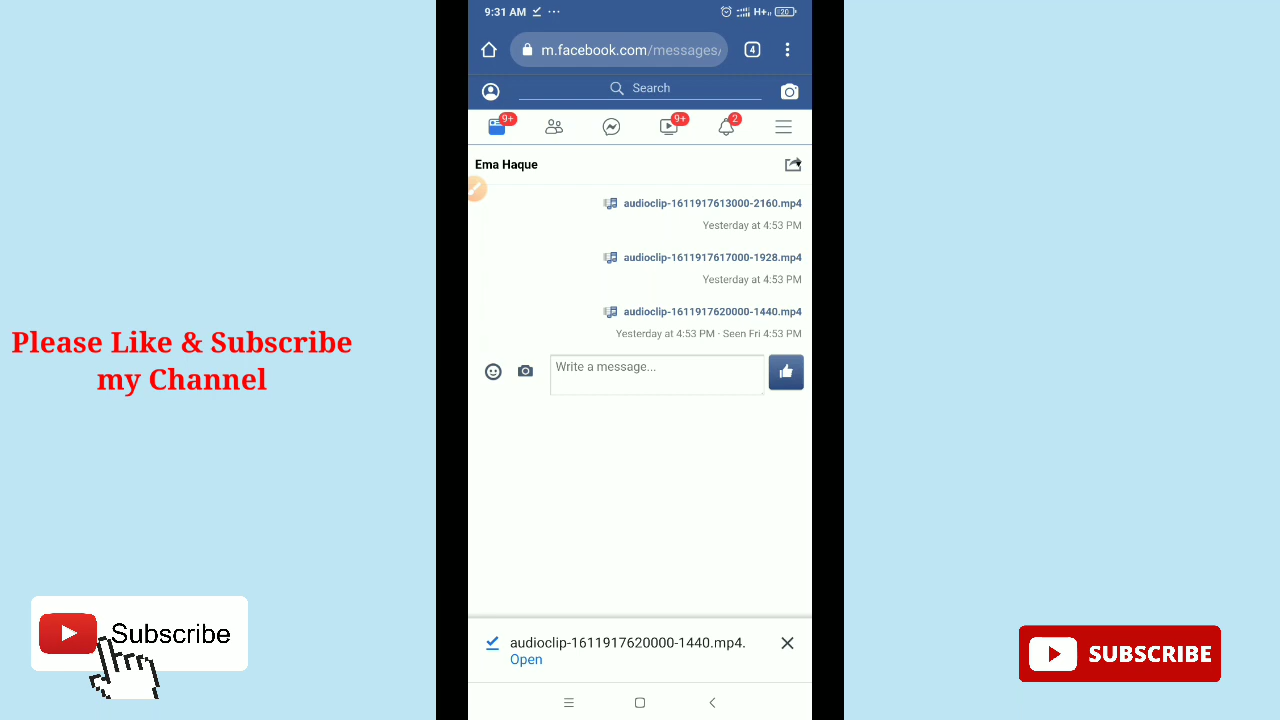 9:31 AM
H+
20
m.facebook.com/messages/
4
Search
9+
9+
2
Ema Haque
audioclip-1611917613000-2160.mp4
Yesterday at 4:53 PM
audioclip-1611917617000-1928.mp4
Yesterday at 4:53 PM
audioclip-1611917620000-1440.mp4
Yesterday at 4:53 PM · Seen Fri 4:53 PM
Write a message...
Please Like & Subscribe
my Channel
Subscribe
audioclip-1611917620000-1440.mp4.
Open
SUBSCRIBE